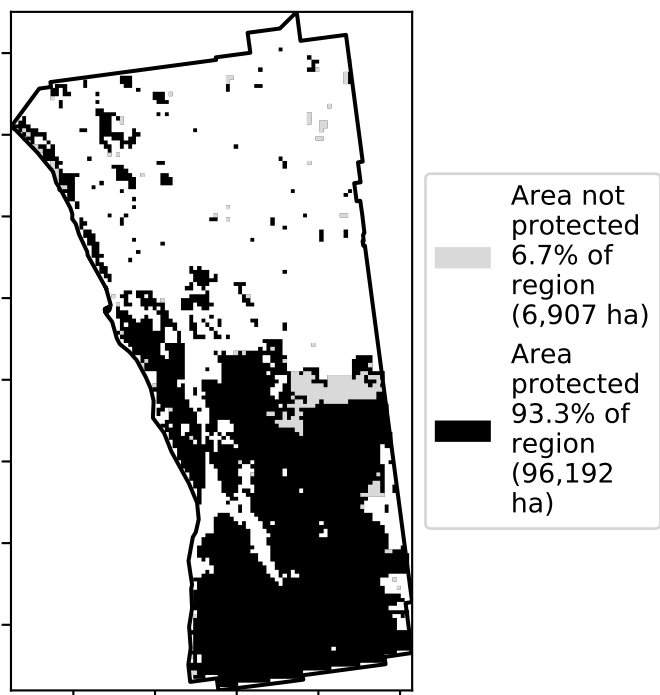 Area not
protected
6.7% of
region
(6,907 ha)
Area
protected
93.3% of
region
(96,192
ha)